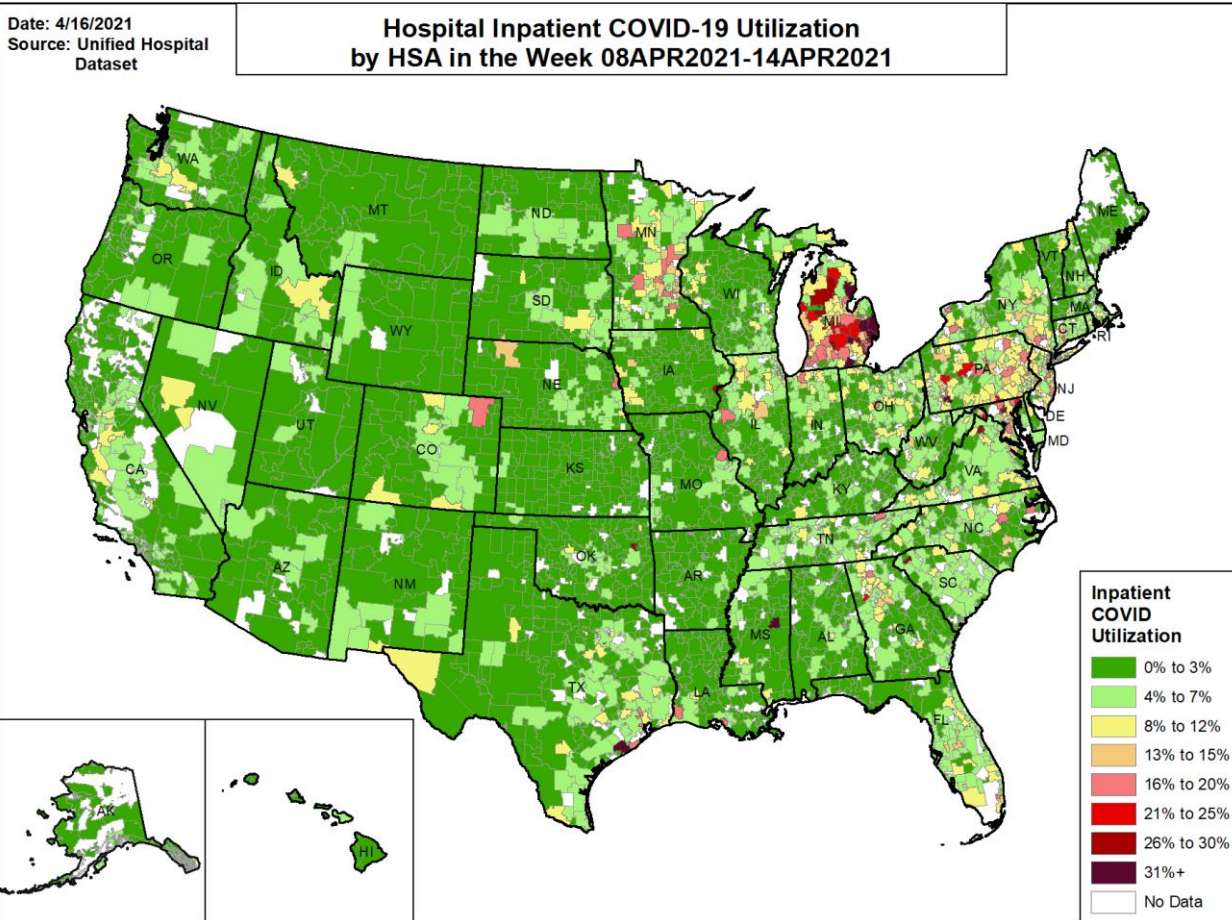 Date: 4/16/2021
Source: Unified Hospital
Dataset
Hospital Inpatient COVID-19 Utilization
by HSA in the Week 08APR2021-14APR2021
WA
MT
ND
MN
ME
OR
ID
SD
WI
MI
NY
VT
NH
MA
CT
RI
WY
NE
IA
PA
NJ
NV
UT
CO
IL
IN
OH
DE
MD
WV
VA
CA
KS
MO
KY
AZ
NM
OK
AR
TN
NC
SC
MS
AL
GA
TX
LA
FL
AK
HI
Inpatient
COVID
Utilization
0% to 3%
4% to 7%
8% to 12%
13% to 15%
16% to 20%
21% to 25%
26% to 30%
31%+
No Data